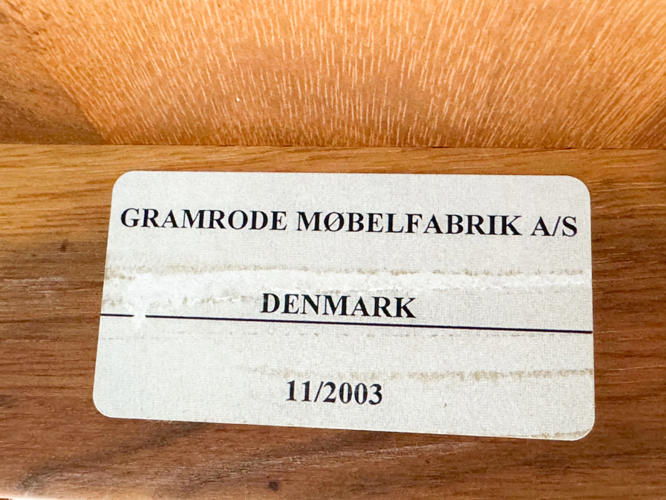 GRAMRODE MØBELFABRIK A/S
DENMARK
11/2003